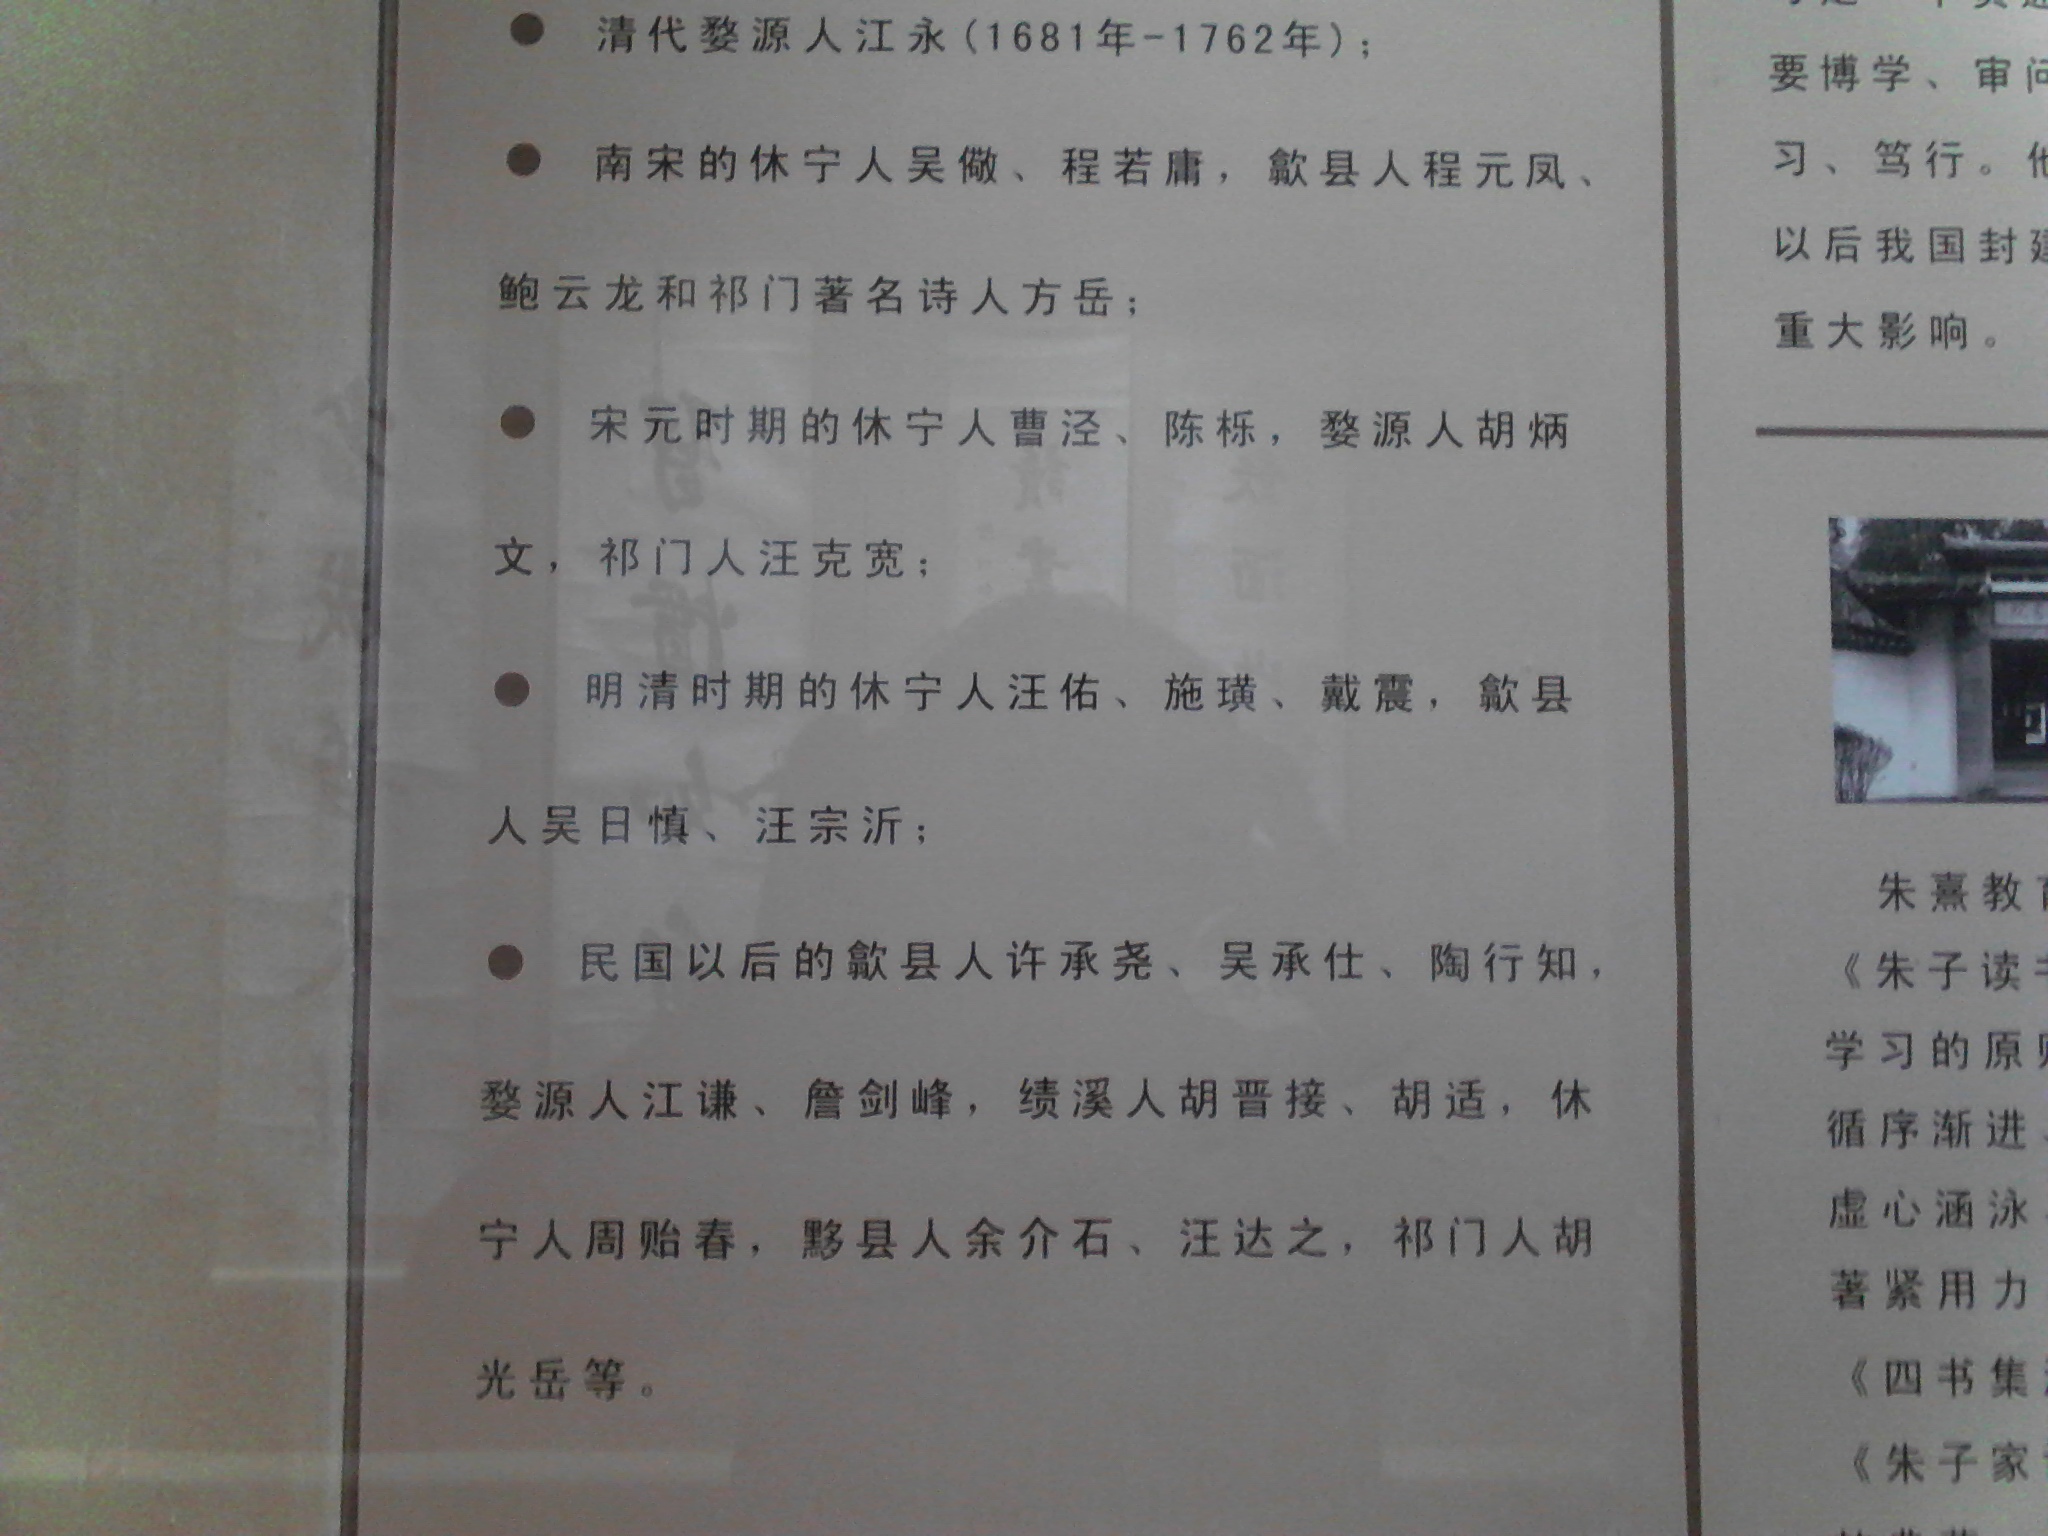 ● 清代婺源人江永(1681年-1762年);
● 南宋的休宁人吴儆、程若庸，歙县人程元凤、
鲍云龙和祁门著名诗人方岳;
● 宋元时期的休宁人曹泾、陈栎，婺源人胡炳
文，祁门人汪克宽;
● 明清时期的休宁人汪佑、施璜、戴震，歙县
人吴日慎、汪宗沂;
● 民国以后的歙县人许承尧、吴承仕、陶行知，
婺源人江谦、詹剑峰，绩溪人胡晋接、胡适，休
宁人周贻春，黟县人余介石、汪达之，祁门人胡
光岳等。
要博学、审问
习、笃行。他
以后我国封建
重大影响。
朱熹教育
《朱子读书
学习的原则
循序渐进、
虚心涵泳、
著紧用力
《四书集
《朱子家